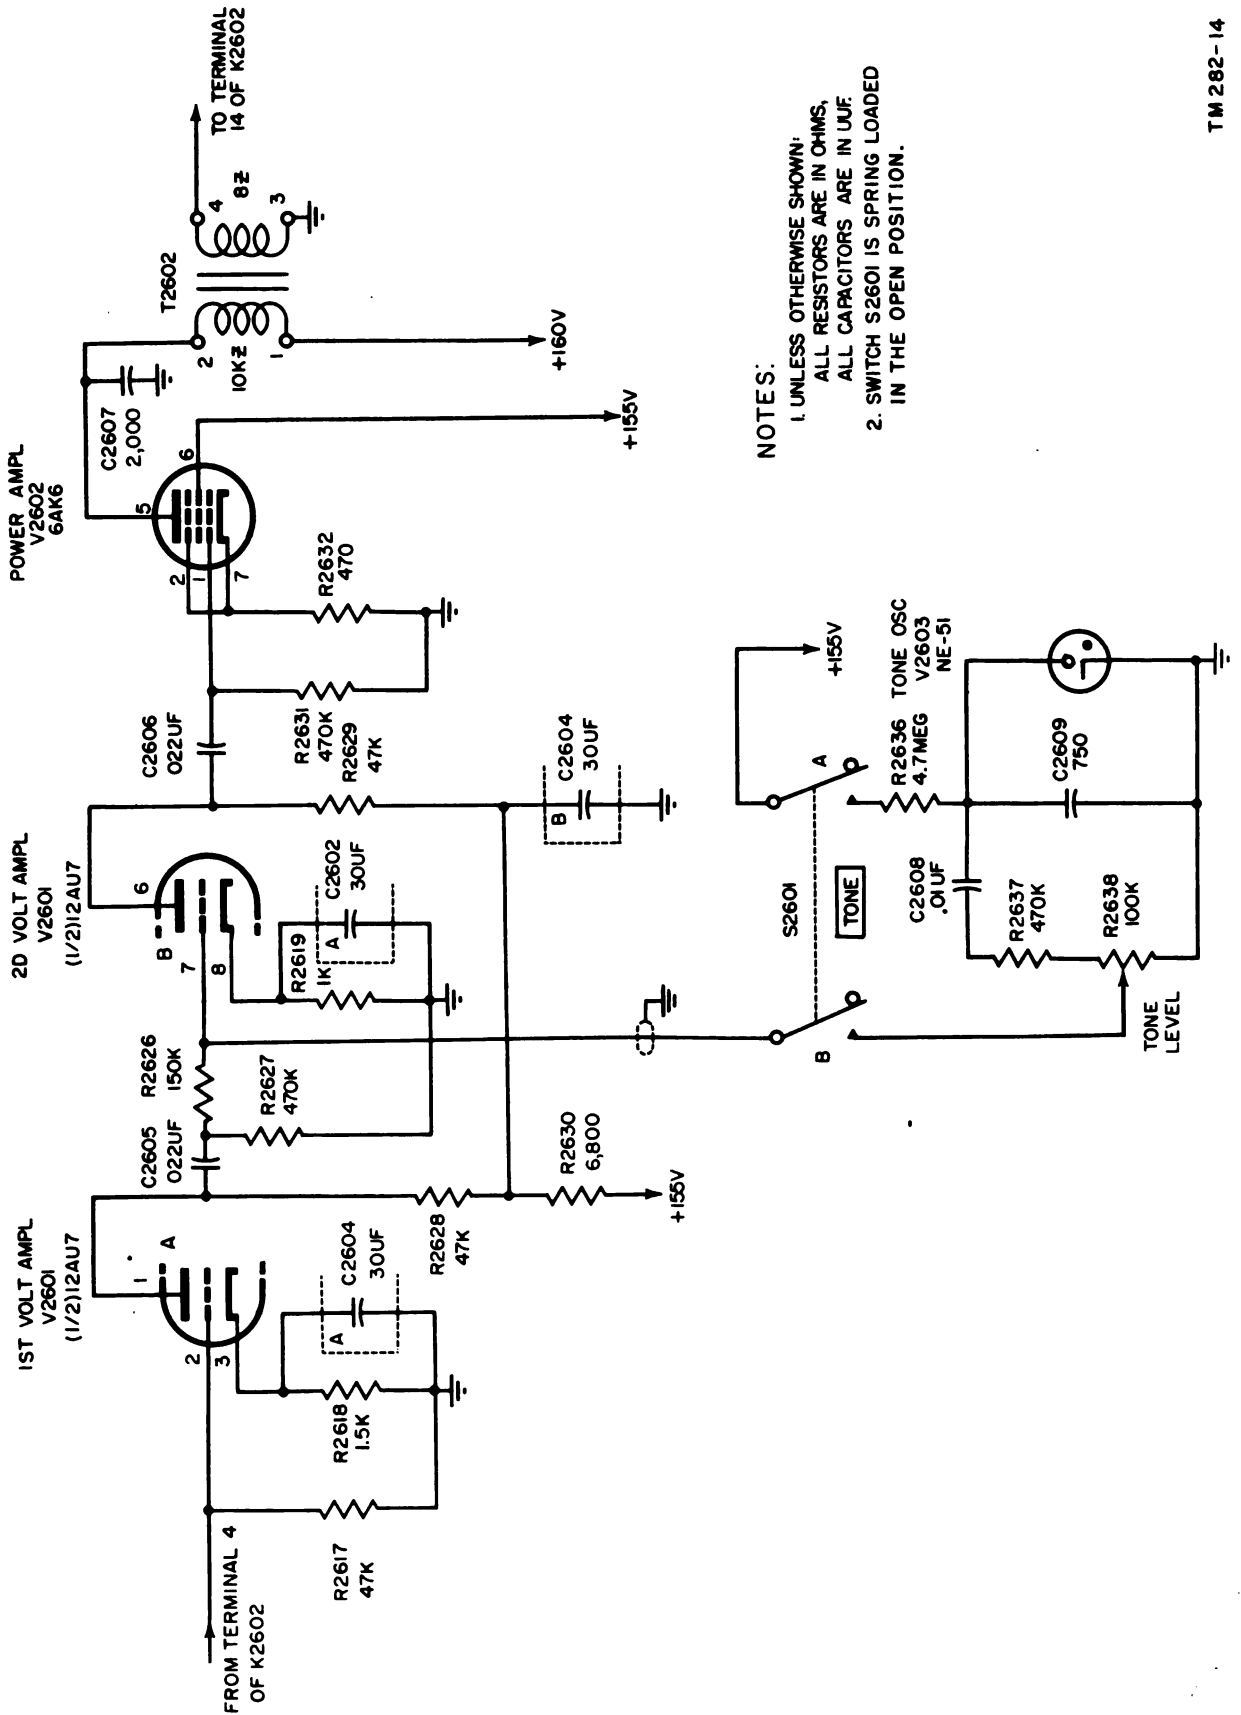 1ST VOLT AMPL
V2601
(1/2)12AU7
1
A
2
3
FROM TERMINAL 4
OF K2602
R2617
47K
R2618
1.5K
A
C2604
30UF
R2628
47K
R2630
6,800
+155V
C2605
022UF
R2626
150K
R2627
470K
2D VOLT AMPL
V2601
(1/2)12AU7
6
B
7
8
R2619
1K
A
C2602
30UF
C2606
022UF
R2631
470K
R2629
47K
B
C2604
30UF
POWER AMPL
V2602
6AK6
5
6
2
1
7
R2632
470
C2607
2,000
+155V
T2602
2
10KZ
1
4
8Z
3
+160V
TO TERMINAL
14 OF K2602
S2601
TONE
A
B
+155V
R2636
4.7MEG
TONE OSC
V2603
NE-51
C2608
.01UF
C2609
750
R2637
470K
R2638
100K
TONE
LEVEL
NOTES:
1. UNLESS OTHERWISE SHOWN:
ALL RESISTORS ARE IN OHMS,
ALL CAPACITORS ARE IN UUF.
2. SWITCH S2601 IS SPRING LOADED
IN THE OPEN POSITION.
TM 282-14